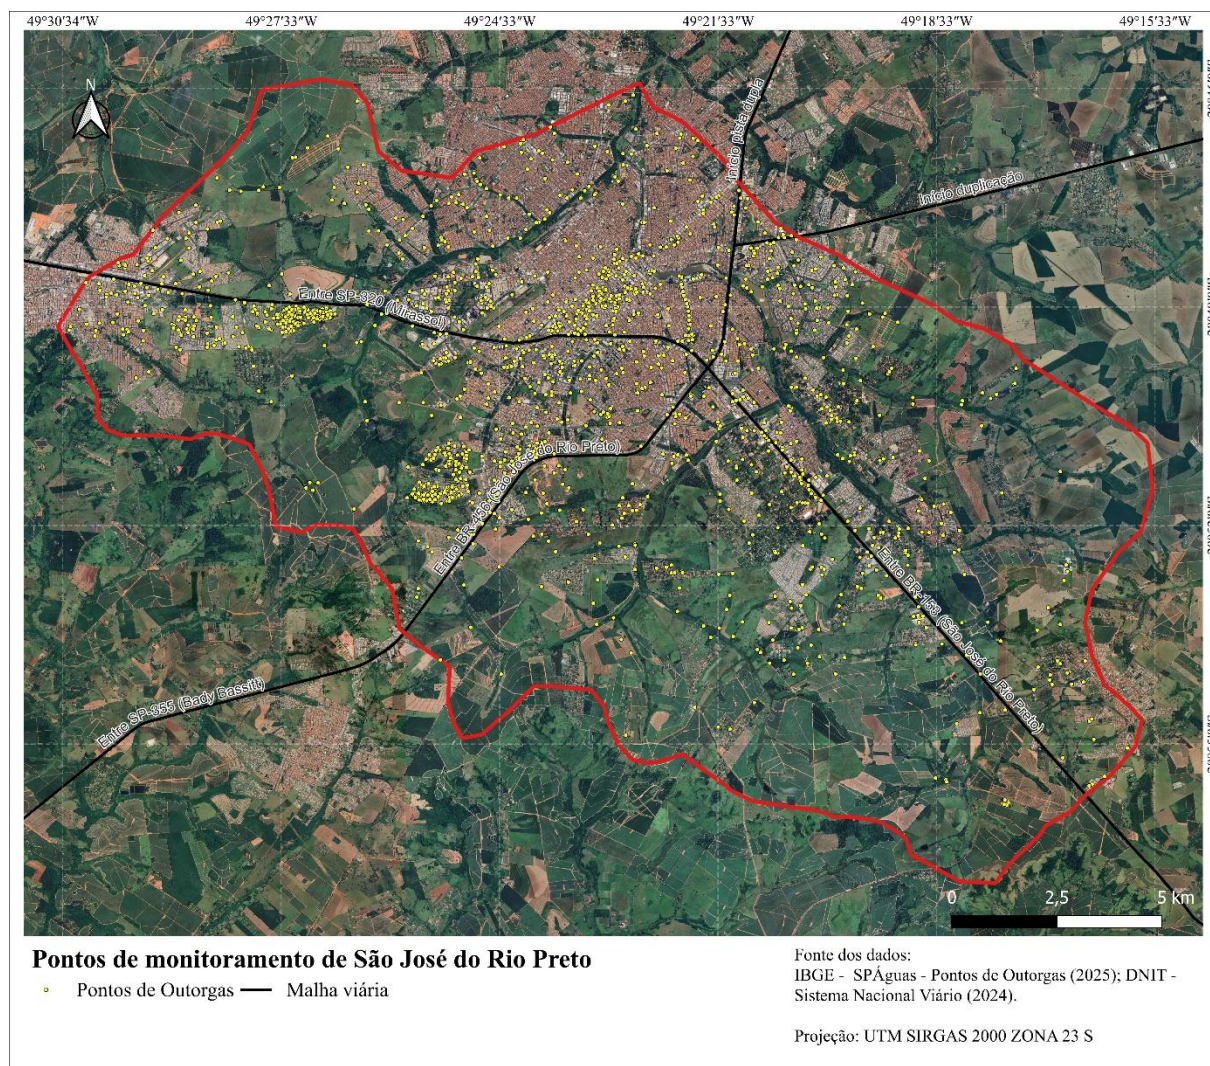 49°30'34"W 49°27'33"W 49°24'33"W 49°21'33"W 49°18'33"W 49°15'33"W
N
Início pista dupla
Início duplicação
Entre SP-320 (Mirassol)
Entre BR-456 (São José do Rio Preto)
Entre BR-153 (São José do Rio Preto)
Entre SP-355 (Bady Bassitt)
0 2,5 5 km
Pontos de monitoramento de São José do Rio Preto
Pontos de Outorgas Malha viária
Fonte dos dados:
IBGE - SPÁguas - Pontos de Outorgas (2025); DNIT -
Sistema Nacional Viário (2024).
Projeção: UTM SIRGAS 2000 ZONA 23 S